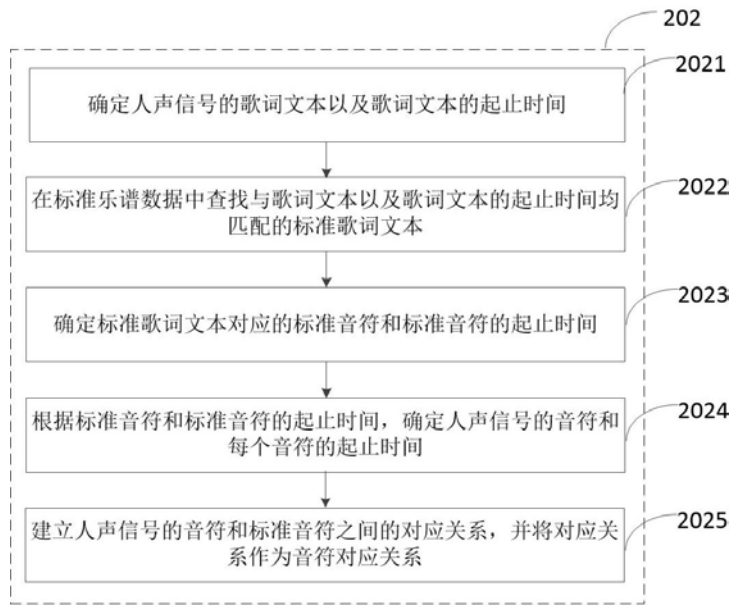 202
2021
确定人声信号的歌词文本以及歌词文本的起止时间
2022
在标准乐谱数据中查找与歌词文本以及歌词文本的起止时间均
匹配的标准歌词文本
2023
确定标准歌词文本对应的标准音符和标准音符的起止时间
2024
根据标准音符和标准音符的起止时间，确定人声信号的音符和
每个音符的起止时间
2025
建立人声信号的音符和标准音符之间的对应关系，并将对应关
系作为音符对应关系